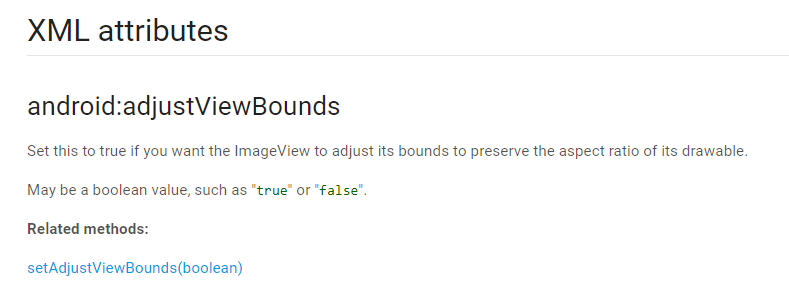 XML attributes
android:adjustViewBounds
Set this to true if you want the ImageView to adjust its bounds to preserve the aspect ratio of its drawable.
May be a boolean value, such as "true" or "false".
Related methods:
setAdjustViewBounds(boolean)